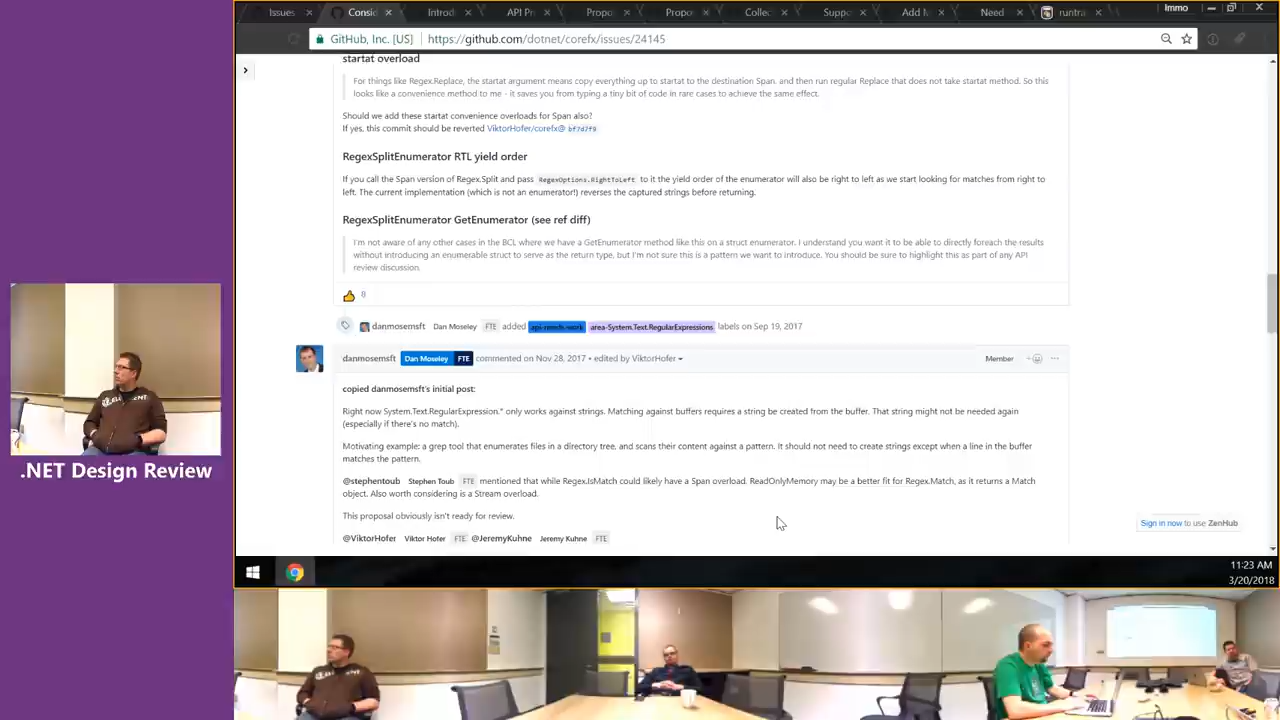 Issues
Consid
Introd
API Pr
Propo
Propo
Collec
Suppo
Add M
Need
runtra
Immo
GitHub, Inc. [US]
https://github.com/dotnet/corefx/issues/24145
startat overload
For things like Regex.Replace, the startat argument means copy everything up to startat to the destination Span. and then run regular Replace that does not take startat method. So this
looks like a convenience method to me - it saves you from typing a tiny bit of code in rare cases to achieve the same effect.
Should we add these startat convenience overloads for Span also?
If yes, this commit should be reverted ViktorHofer/corefx@
RegexSplitEnumerator RTL yield order
If you call the Span version of Regex.Split and pass RegexOptions.RightToLeft to it the yield order of the enumerator will also be right to left as we start looking for matches from right to
left. The current implementation (which is not an enumerator!) reverses the captured strings before returning.
RegexSplitEnumerator GetEnumerator (see ref diff)
I'm not aware of any other cases in the BCL where we have a GetEnumerator method like this on a struct enumerator. I understand you want it to be able to directly foreach the results
without introducing an enumerable struct to serve as the return type, but I'm not sure this is a pattern we want to introduce. You should be sure to highlight this as part of any API
review discussion.
8
danmosemsft Dan Moseley FTE added api-needs-work area-System.Text.RegularExpressions labels on Sep 19, 2017
danmosemsft Dan Moseley FTE commented on Nov 28, 2017 • edited by ViktorHofer
Member
copied danmosemsft's initial post:
Right now System.Text.RegularExpression.* only works against strings. Matching against buffers requires a string be created from the buffer. That string might not be needed again
(especially if there's no match).
Motivating example: a grep tool that enumerates files in a directory tree, and scans their content against a pattern. It should not need to create strings except when a line in the buffer
matches the pattern.
@stephentoub Stephen Toub FTE mentioned that while Regex.IsMatch could likely have a Span overload. ReadOnlyMemory may be a better fit for Regex.Match, as it returns a Match
object. Also worth considering is a Stream overload.
This proposal obviously isn't ready for review.
@ViktorHofer Viktor Hofer FTE @JeremyKuhne Jeremy Kuhne FTE
Sign in now to use ZenHub
11:23 AM
3/20/2018
.NET Design Review